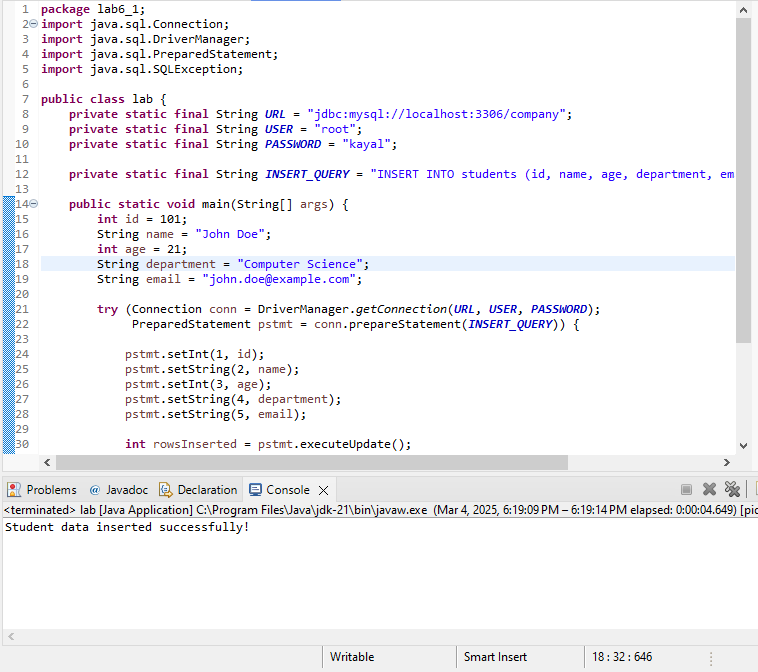 1 package lab6_1;
2 import java.sql.Connection;
3 import java.sql.DriverManager;
4 import java.sql.PreparedStatement;
5 import java.sql.SQLException;
6
7 public class lab {
8     private static final String URL = "jdbc:mysql://localhost:3306/company";
9     private static final String USER = "root";
10     private static final String PASSWORD = "kayal";
11
12     private static final String INSERT_QUERY = "INSERT INTO students (id, name, age, department, em
13
14     public static void main(String[] args) {
15         int id = 101;
16         String name = "John Doe";
17         int age = 21;
18         String department = "Computer Science";
19         String email = "john.doe@example.com";
20
21         try (Connection conn = DriverManager.getConnection(URL, USER, PASSWORD);
22              PreparedStatement pstmt = conn.prepareStatement(INSERT_QUERY)) {
23
24             pstmt.setInt(1, id);
25             pstmt.setString(2, name);
26             pstmt.setInt(3, age);
27             pstmt.setString(4, department);
28             pstmt.setString(5, email);
29
30             int rowsInserted = pstmt.executeUpdate();
Problems @ Javadoc Declaration Console
<terminated> lab [Java Application] C:\Program Files\Java\jdk-21\bin\javaw.exe (Mar 4, 2025, 6:19:09 PM – 6:19:14 PM elapsed: 0:00:04.649) [pid
Student data inserted successfully!
Writable Smart Insert 18 : 32 : 646